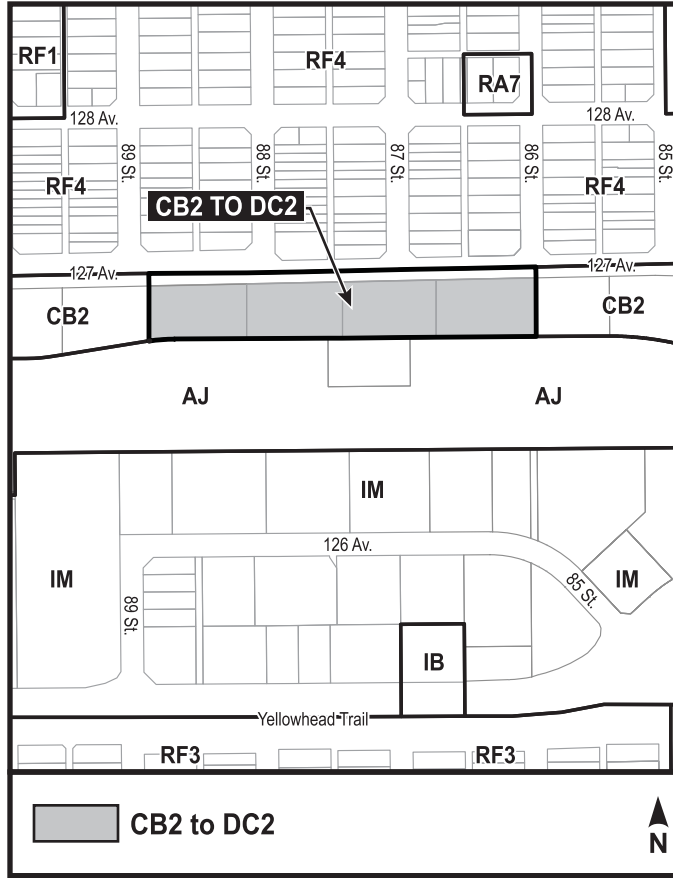 RF1
RF4
RA7
128 Av.
128 Av.
89 St.
88 St.
87 St.
86 St.
85 St.
RF4
RF4
CB2 TO DC2
127 Av.
127 Av.
CB2
CB2
AJ
AJ
IM
126 Av.
IM
85 St.
IM
89 St.
IB
Yellowhead Trail
RF3
RF3
CB2 to DC2
N